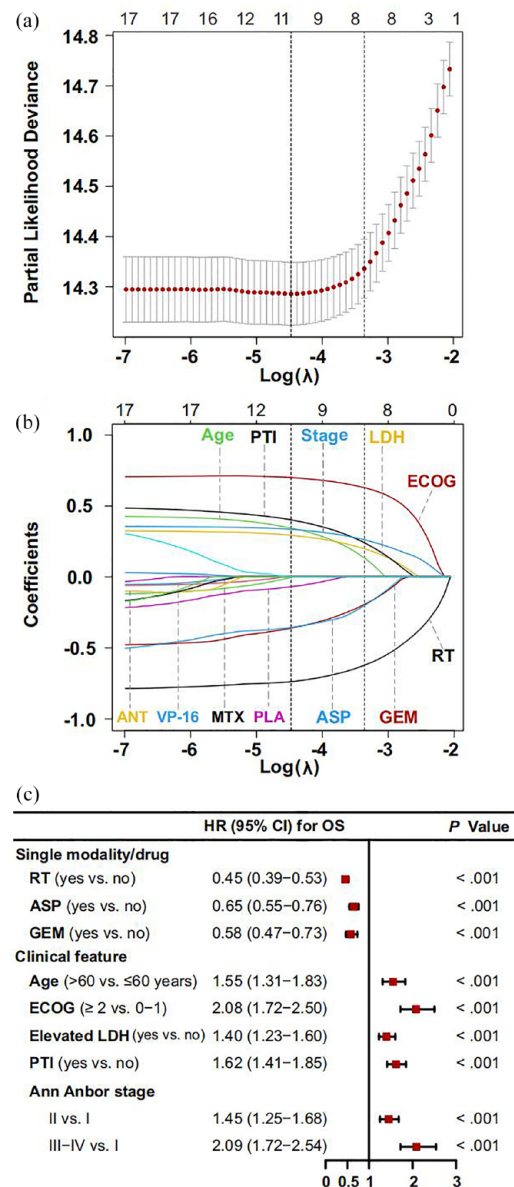 (a)
17 17 16 12 11 9 8 8 3 1
14.8
14.7
14.6
14.5
14.4
14.3
Partial Likelihood Deviance
-7 -6 -5 -4 -3 -2
Log(λ)
(b)
17 17 12 9 8 0
1.0
0.5
0.0
-0.5
-1.0
Coefficients
Age PTI Stage LDH
ECOG
RT
ANT VP-16 MTX PLA ASP GEM
-7 -6 -5 -4 -3 -2
Log(λ)
(c)
HR (95% CI) for OS P Value
Single modality/drug
RT (yes vs. no) 0.45 (0.39−0.53) < .001
ASP (yes vs. no) 0.65 (0.55−0.76) < .001
GEM (yes vs. no) 0.58 (0.47−0.73) < .001
Clinical feature
Age (>60 vs. ≤60 years) 1.55 (1.31−1.83) < .001
ECOG (≥ 2 vs. 0−1) 2.08 (1.72−2.50) < .001
Elevated LDH (yes vs. no) 1.40 (1.23−1.60) < .001
PTI (yes vs. no) 1.62 (1.41−1.85) < .001
Ann Anbor stage
II vs. I 1.45 (1.25−1.68) < .001
III−IV vs. I 2.09 (1.72−2.54) < .001
0 0.5 1 2 3